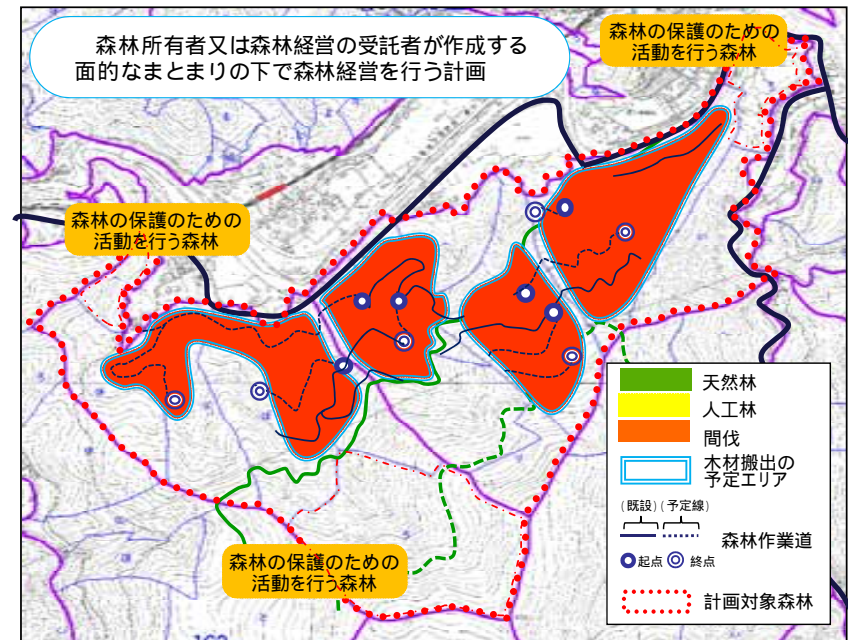 森林所有者又は森林経営の受託者が作成する
面的なまとまりの下で森林経営を行う計画
森林の保護のための
活動を行う森林
森林の保護のための
活動を行う森林
森林の保護のための
活動を行う森林
天然林
人工林
間伐
木材搬出の
予定エリア
(既設)(予定線)
森林作業道
起点 終点
計画対象森林